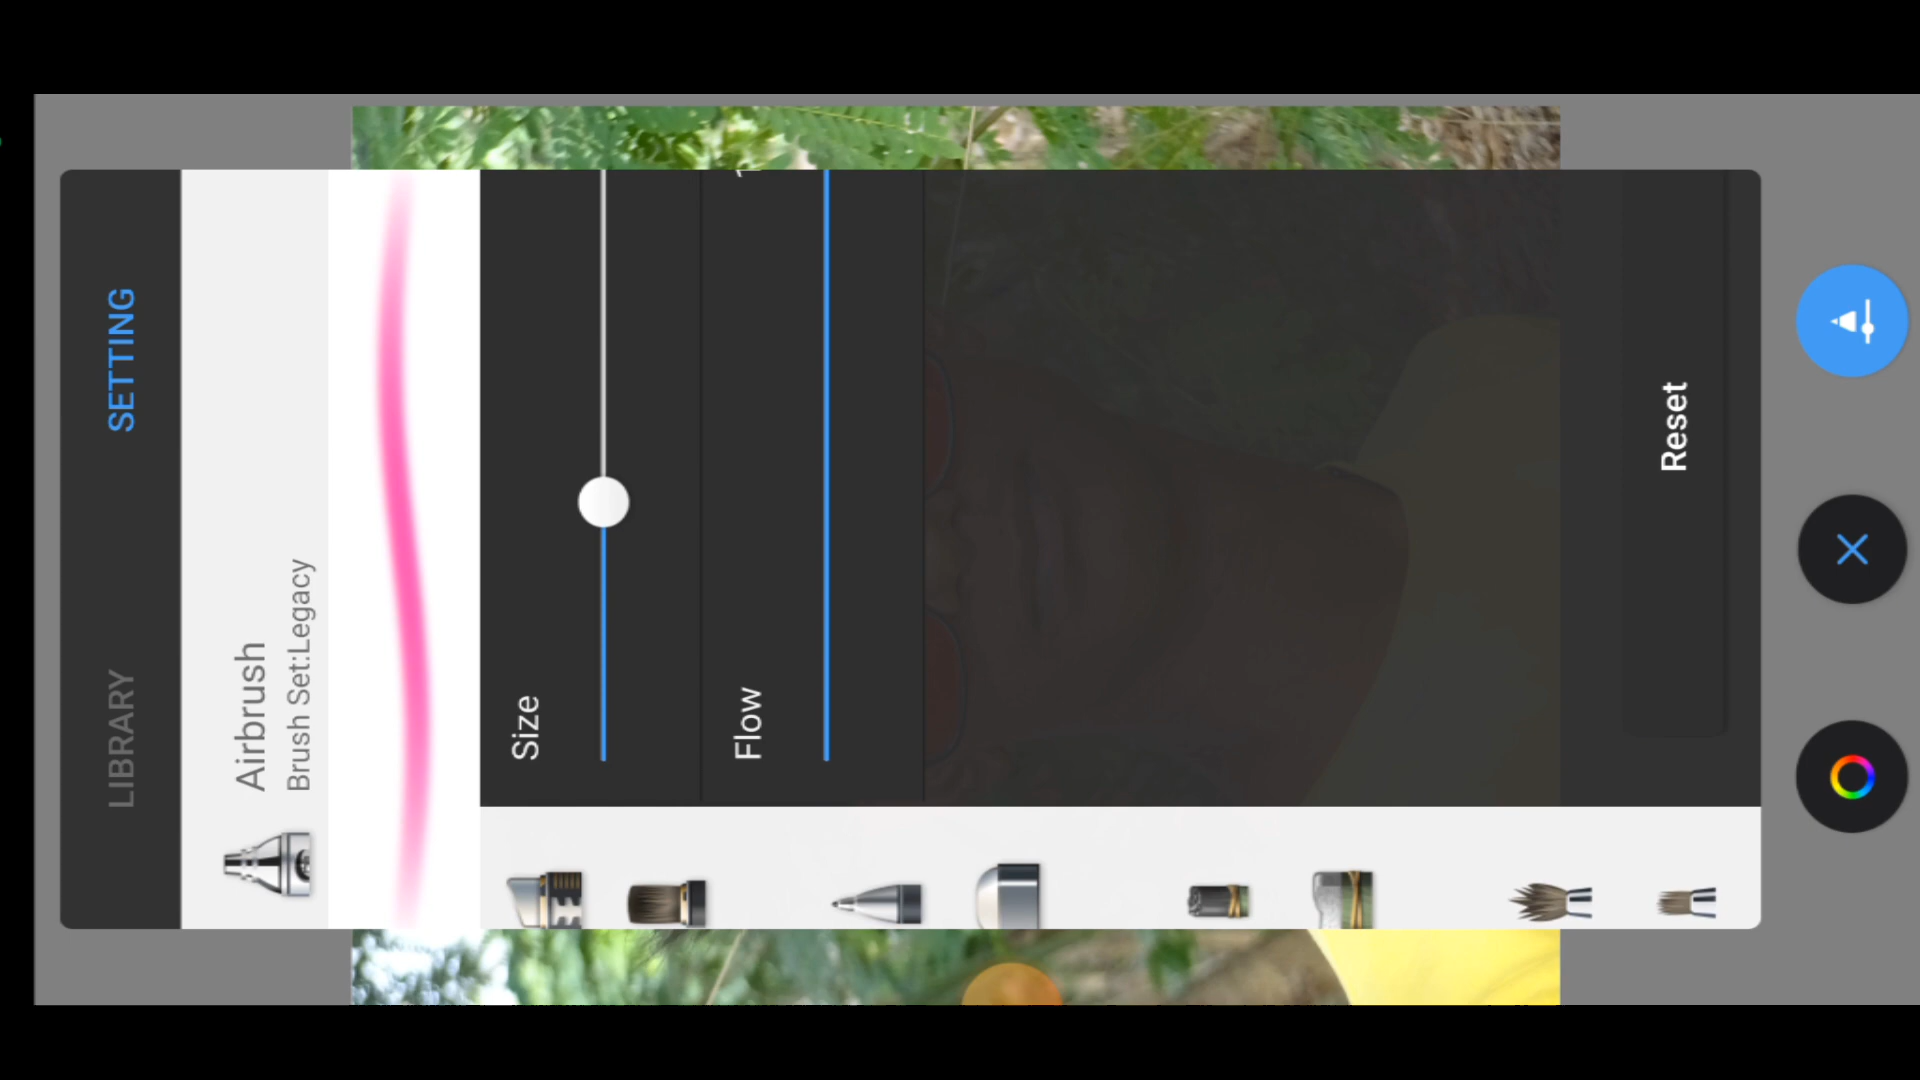 LIBRARY
SETTING
Airbrush
Brush Set:Legacy
Size
Flow
Reset